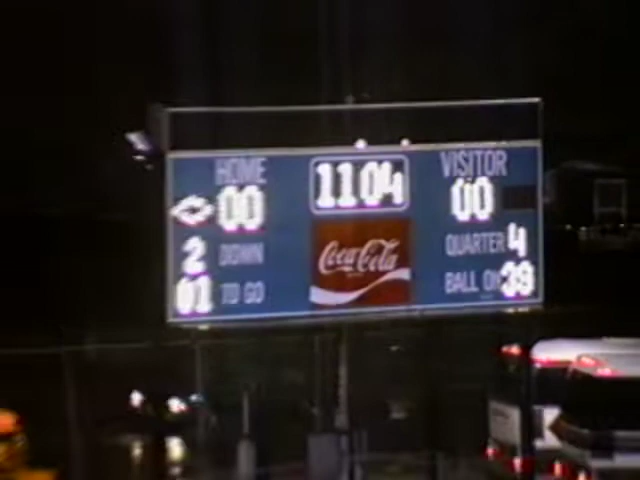 HOME 11 04 VISITOR
00 00
2 DOWN Coca-Cola QUARTER 4
01 TO GO BALL ON 39